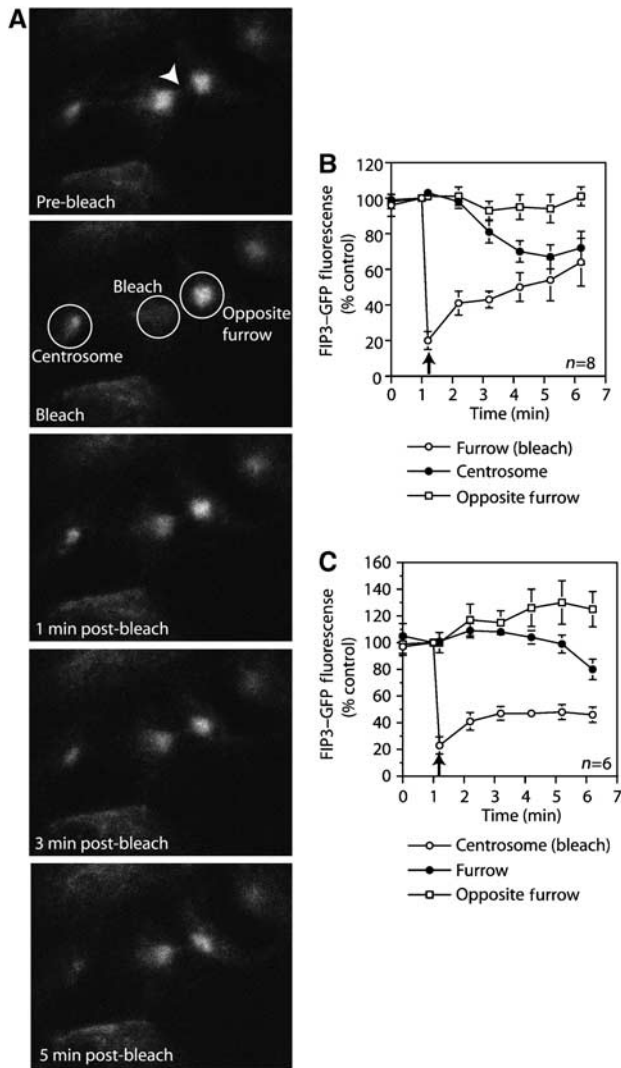 A
Pre-bleach
Bleach
Centrosome
Opposite
furrow
Bleach
1 min post-bleach
3 min post-bleach
5 min post-bleach
B
FIP3–GFP fluorescense
(% control)
120
100
80
60
40
20
0
0 1 2 3 4 5 6 7
n=8
Time (min)
Furrow (bleach)
Centrosome
Opposite furrow
C
FIP3–GFP fluorescense
(% control)
160
140
120
100
80
60
40
20
0
0 1 2 3 4 5 6 7
n=6
Time (min)
Centrosome (bleach)
Furrow
Opposite furrow